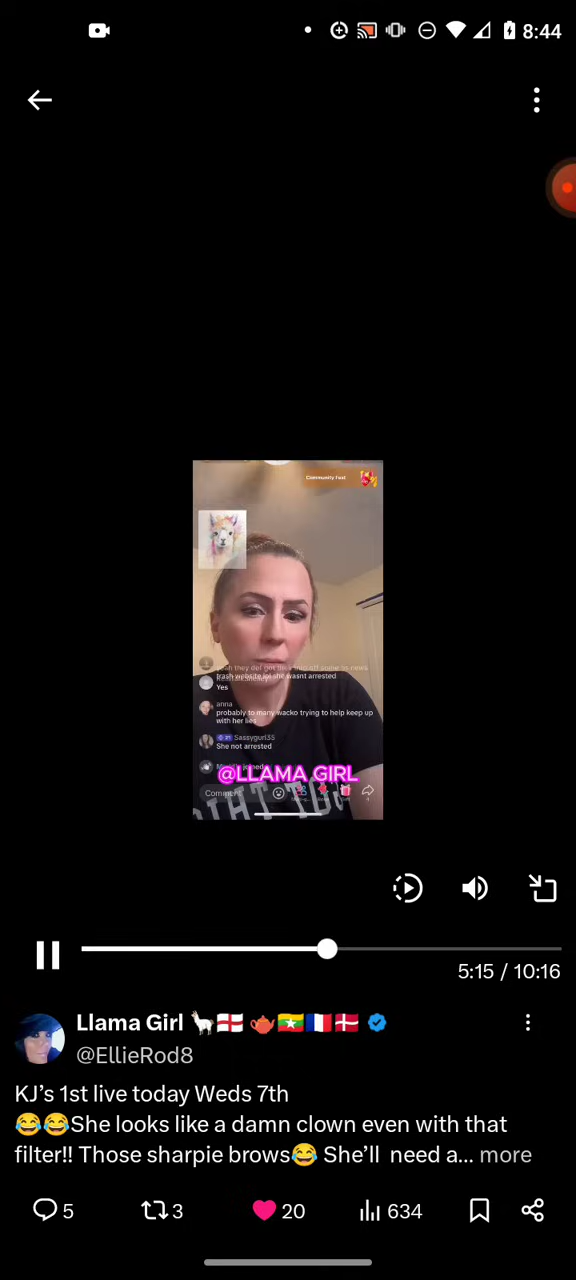 8:44
Community Fest
trash website lol she wasnt arrested
Yes
anna
probably to many wacko trying to help keep up
with her lies
Sassygurl35
She not arrested
joined
@LLAMA GIRL
Comment
5:15 / 10:16
Llama Girl
@EllieRod8
KJ’s 1st live today Weds 7th
😂😂She looks like a damn clown even with that
filter!! Those sharpie brows😂 She’ll need a... more
5
3
20
634